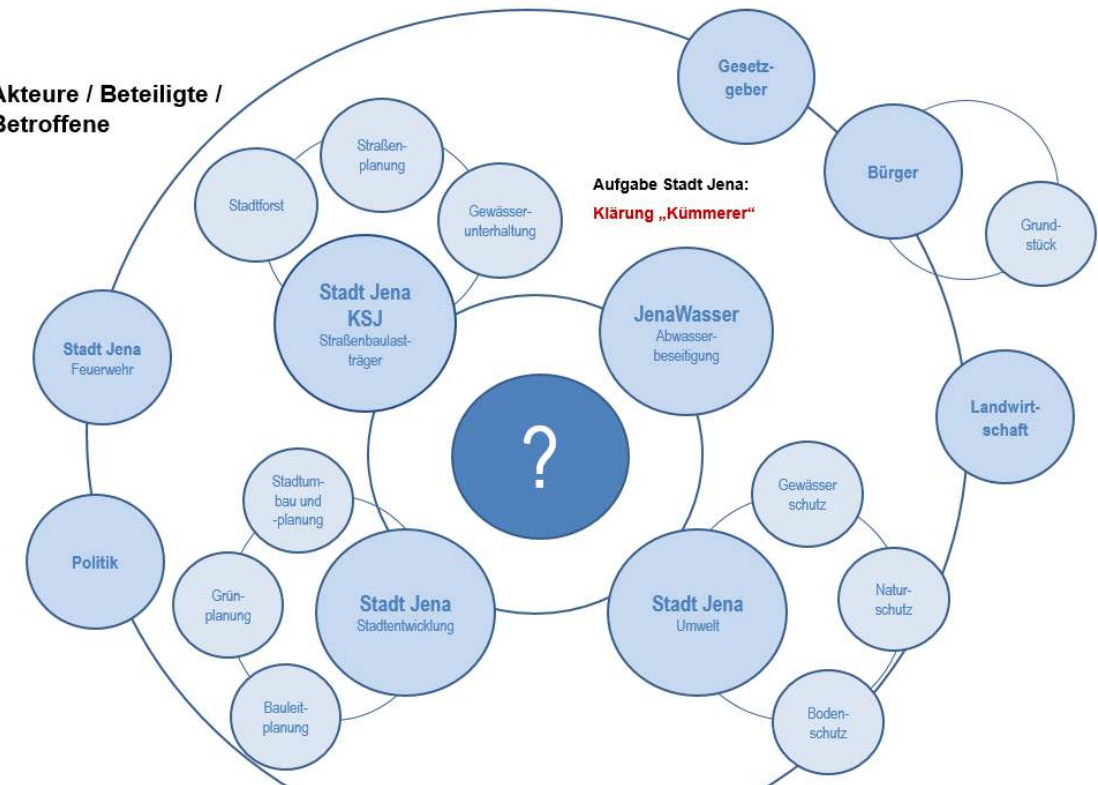 Akteure / Beteiligte /
Betroffene
Gesetz-
geber
Bürger
Grund-
stück
Straßen-
planung
Stadtforst
Gewässer-
unterhaltung
Aufgabe Stadt Jena:
Klärung „Kümmerer“
Stadt Jena
KSJ
Straßenbaulast-
träger
JenaWasser
Abwasser-
beseitigung
Stadt Jena
Feuerwehr
Landwirt-
schaft
?
Stadtum-
bau und
-planung
Gewässer
schutz
Politik
Grün-
planung
Stadt Jena
Stadtentwicklung
Stadt Jena
Umwelt
Natur-
schutz
Bauleit-
planung
Boden-
schutz